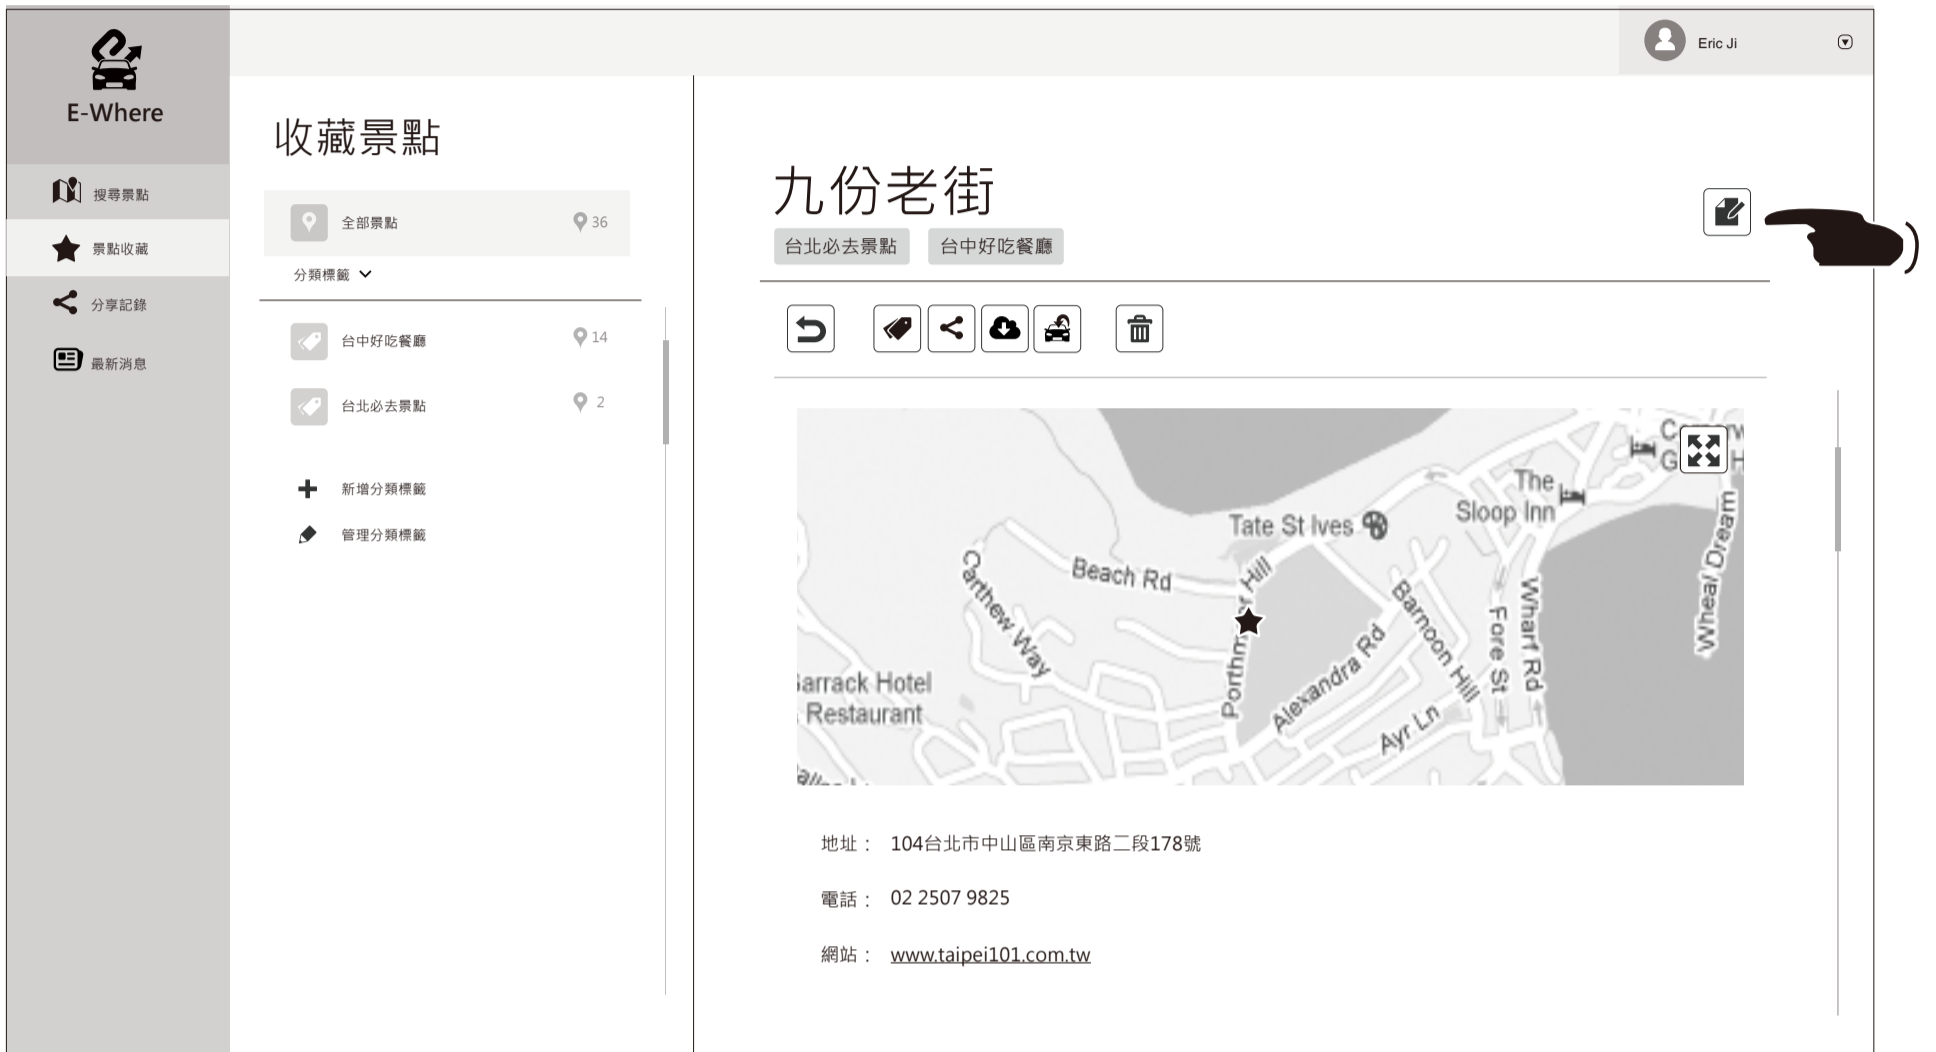 E-Where
Eric Ji
搜尋景點
景點收藏
分享記錄
最新消息
收藏景點
全部景點 36
分類標籤
台中好吃餐廳 14
台北必去景點 2
新增分類標籤
管理分類標籤
九份老街
台北必去景點 台中好吃餐廳
The
Sloop Inn
Tate St Ives
Beach Rd
Carthew Way
Hill
Barnoon Hill
Fore St
Wharf Rd
Wheal Dream
Alexandra Rd
Ayr Ln
Hotel
Restaurant
地址： 104台北市中山區南京東路二段178號
電話： 02 2507 9825
網站： www.taipei101.com.tw